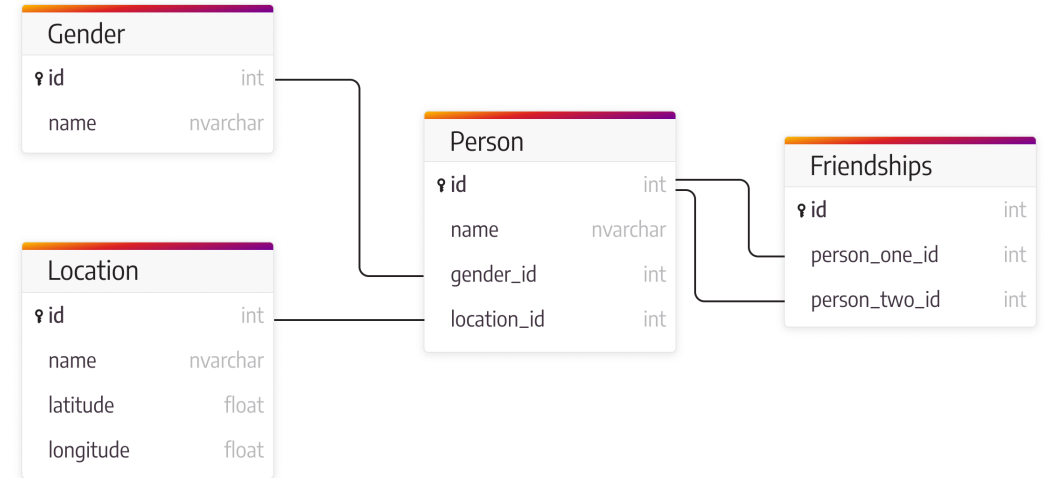 Gender
id int
name nvarchar
Location
id int
name nvarchar
latitude float
longitude float
Person
id int
name nvarchar
gender_id int
location_id int
Friendships
id int
person_one_id int
person_two_id int